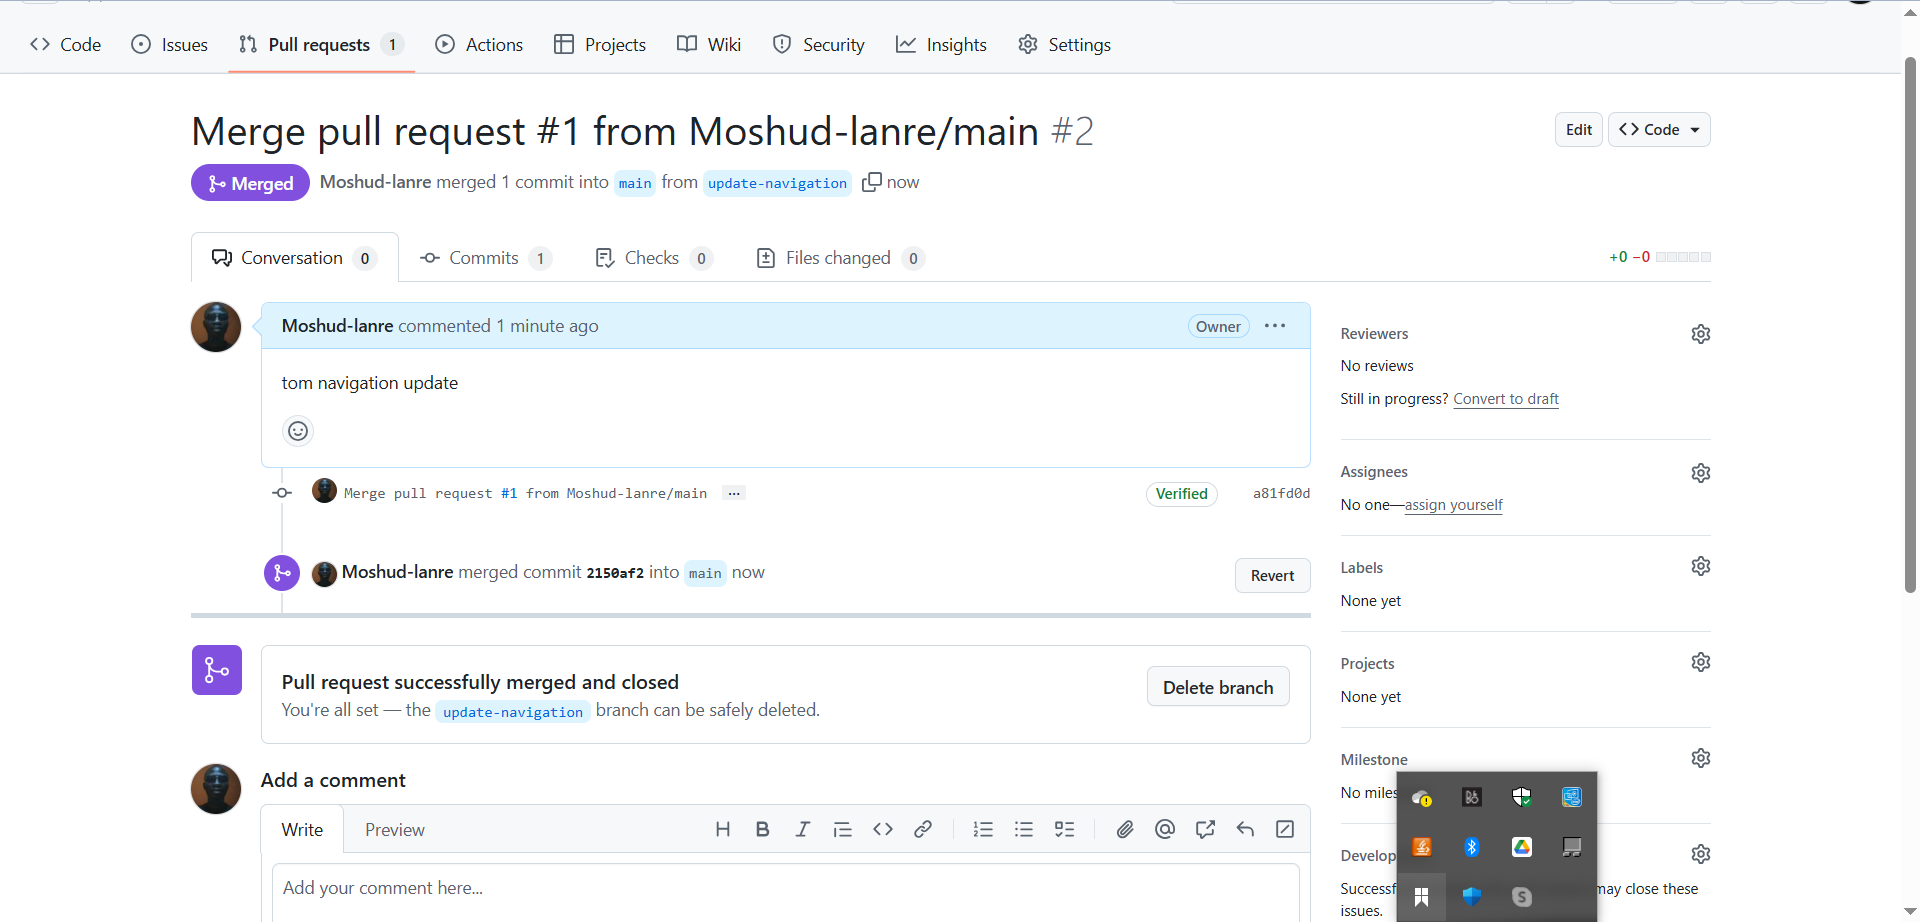 Code Issues Pull requests 1 Actions Projects Wiki Security Insights Settings
Merge pull request #1 from Moshud-lanre/main #2
Edit Code
Merged Moshud-lanre merged 1 commit into main from update-navigation now
Conversation 0 Commits 1 Checks 0 Files changed 0
+0 −0
Moshud-lanre commented 1 minute ago
Owner ...
tom navigation update
Merge pull request #1 from Moshud-lanre/main ...
Verified a81fd0d
Moshud-lanre merged commit 2150af2 into main now
Revert
Pull request successfully merged and closed
You're all set — the update-navigation branch can be safely deleted.
Delete branch
Add a comment
Write Preview
H B I
Add your comment here...
Reviewers
No reviews
Still in progress? Convert to draft
Assignees
No one—assign yourself
Labels
None yet
Projects
None yet
Milestone
No miles
Develop
Successf may close these
issues.